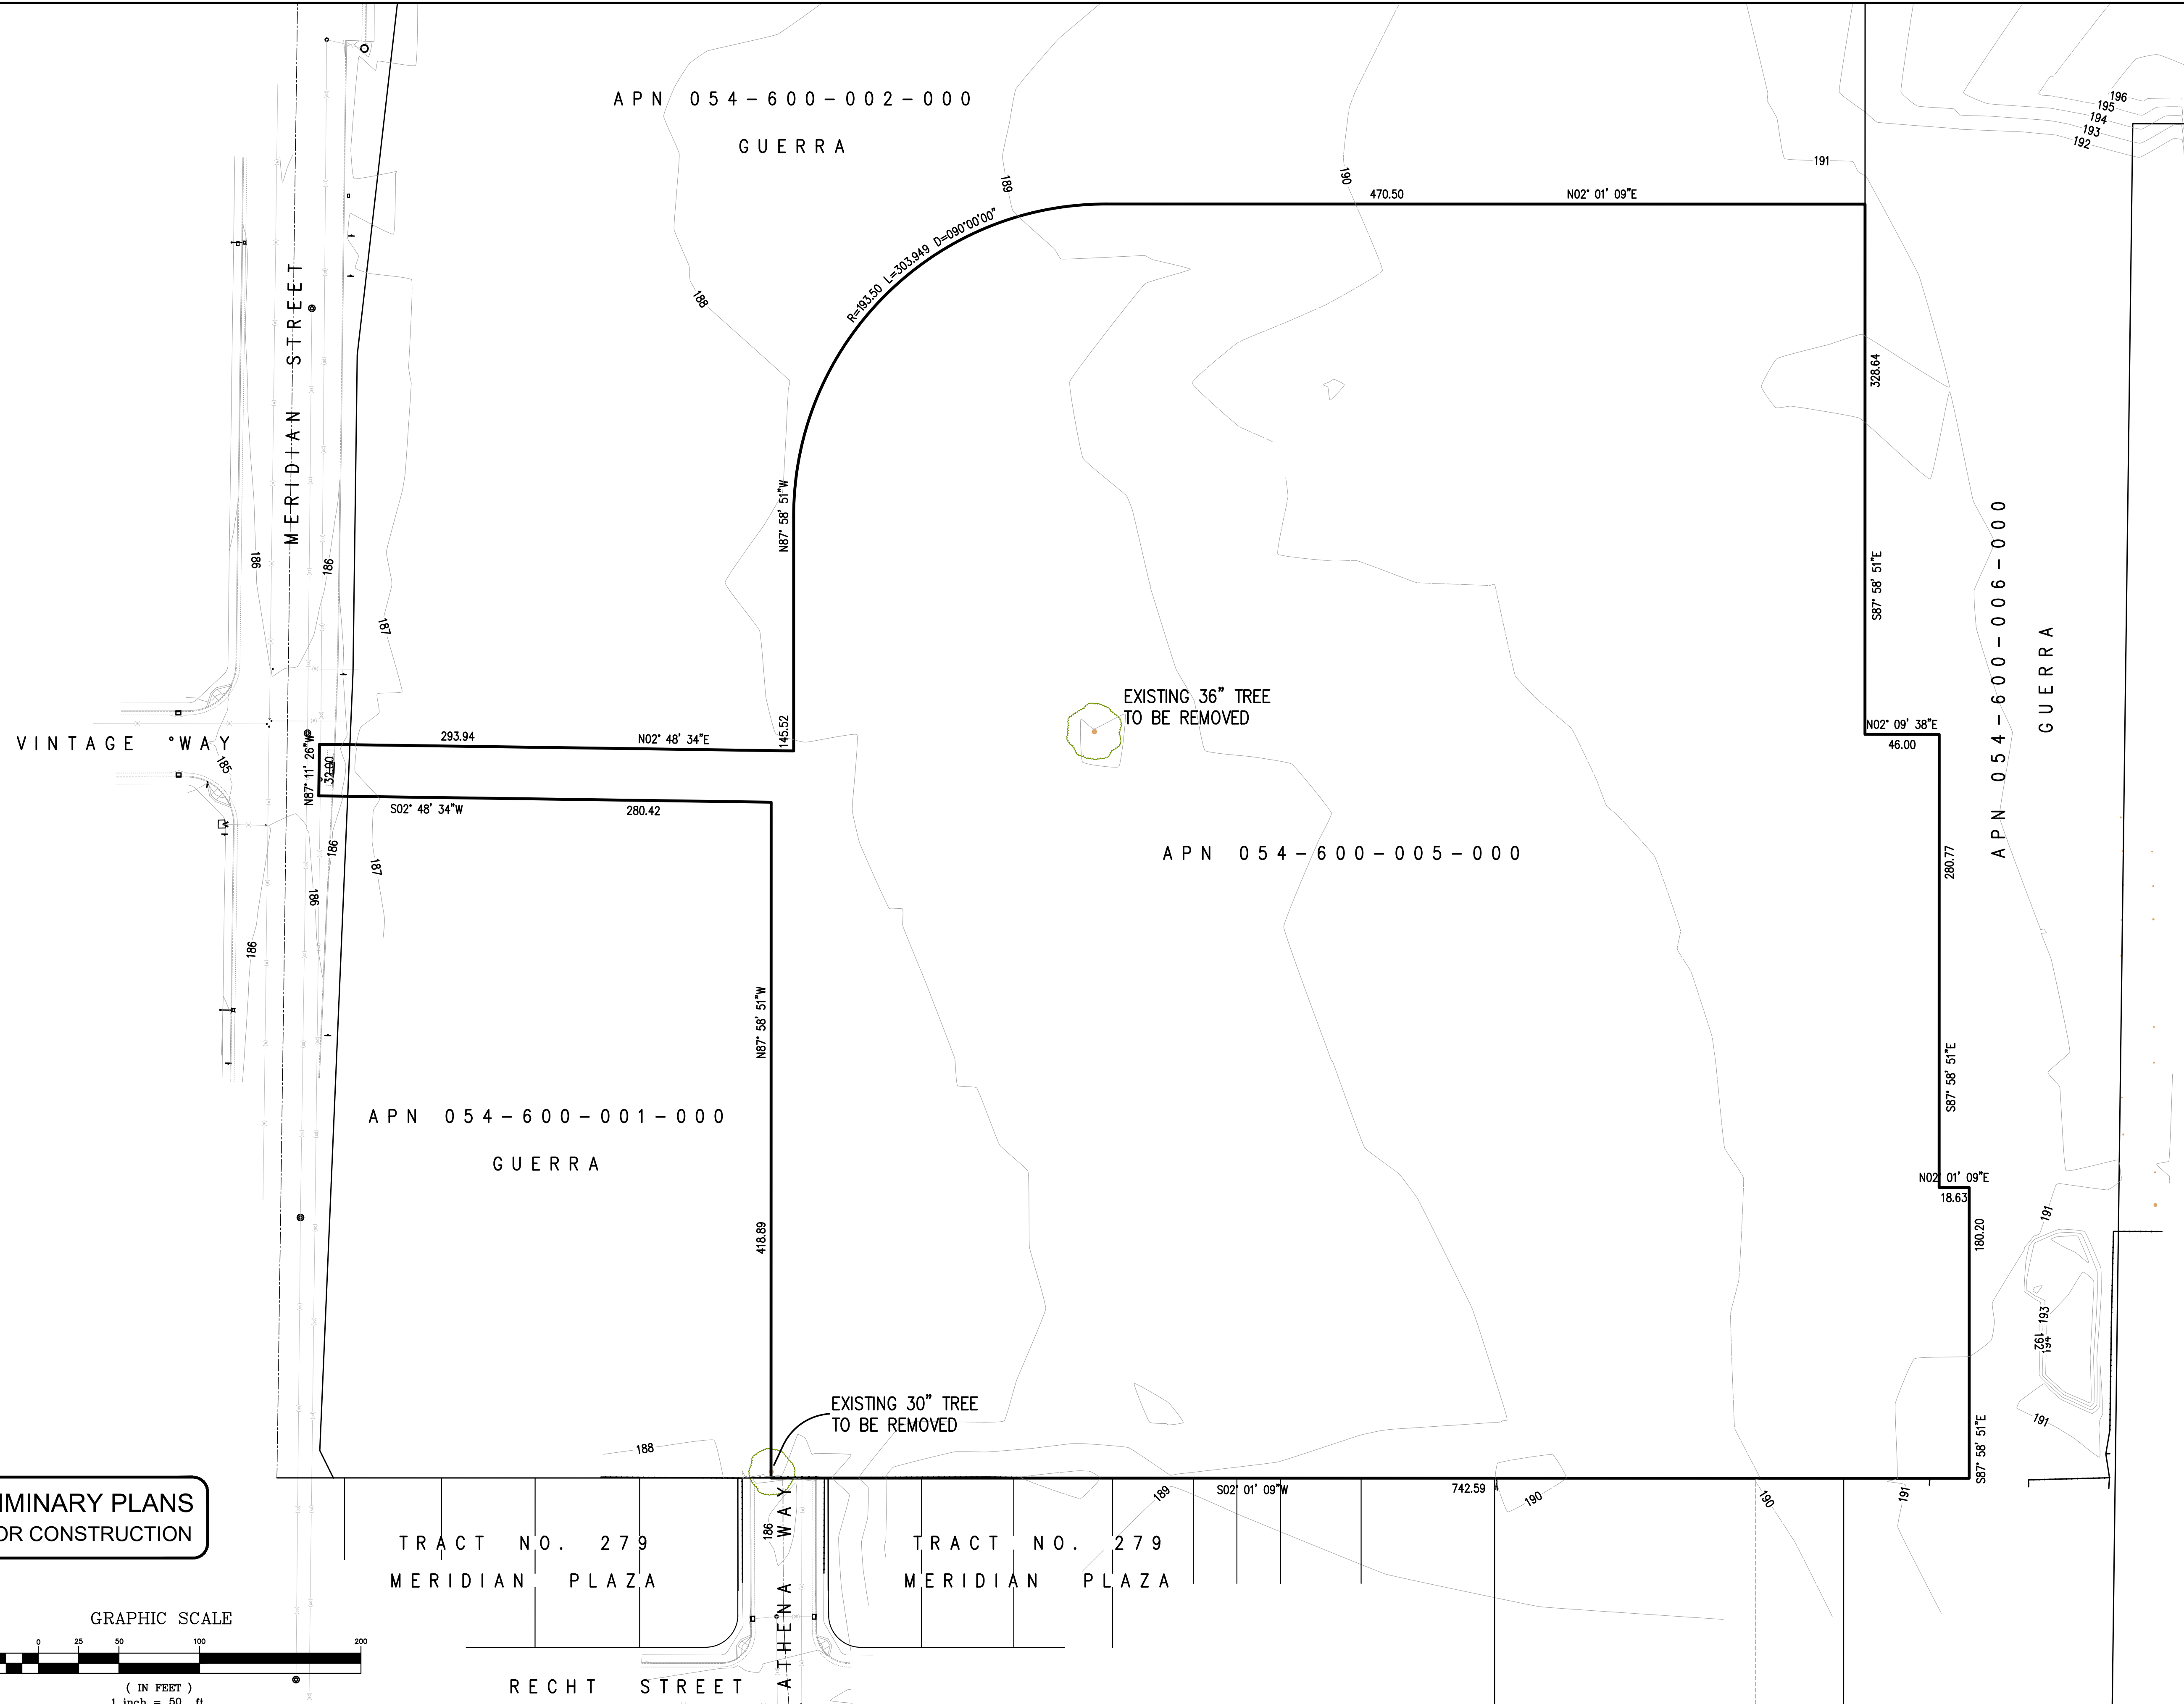 APN 054-600-002-000
GUERRA
196
195
194
193
192
191
190
189
470.50
N02° 01' 09"E
R=193.50 L=303.949 D=090°00'00"
188
MERIDIAN STREET
328.64
S87° 58' 51"E
N87° 58' 51"W
145.52
186
186
187
EXISTING 36" TREE
TO BE REMOVED
N02° 09' 38"E
46.00
APN 054-600-006-000
GUERRA
VINTAGE WAY
185
293.94
N02° 48' 34"E
N87° 11' 26"W
32.00
S02° 48' 34"W
280.42
186
187
186
186
APN 054-600-005-000
280.77
S87° 58' 51"E
N87° 58' 51"W
418.89
APN 054-600-001-000
GUERRA
N02° 01' 09"E
18.63
180.20
S87° 58' 51"E
191
193
192
194
191
EXISTING 30" TREE
TO BE REMOVED
188
189
S02° 01' 09"W
742.59
190
190
191
IMINARY PLANS
OR CONSTRUCTION
TRACT NO. 279
MERIDIAN PLAZA
186
ATHENA WAY
TRACT NO. 279
MERIDIAN PLAZA
GRAPHIC SCALE
0 25 50 100 200
( IN FEET )
1 inch = 50 ft
RECHT STREET